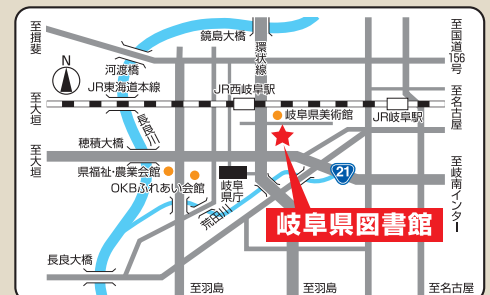 至揖斐
鏡島大橋
環状線
至国道156号
N
河渡橋
JR東海道本線
JR西岐阜駅
至大垣
長良川
岐阜県美術館
JR岐阜駅
至名古屋
穂積大橋
至大垣
県福祉・農業会館
OKBふれあい会館
岐阜県庁
21
至岐南インター
荒田川
岐阜県図書館
長良大橋
至羽島
至羽島
至名古屋